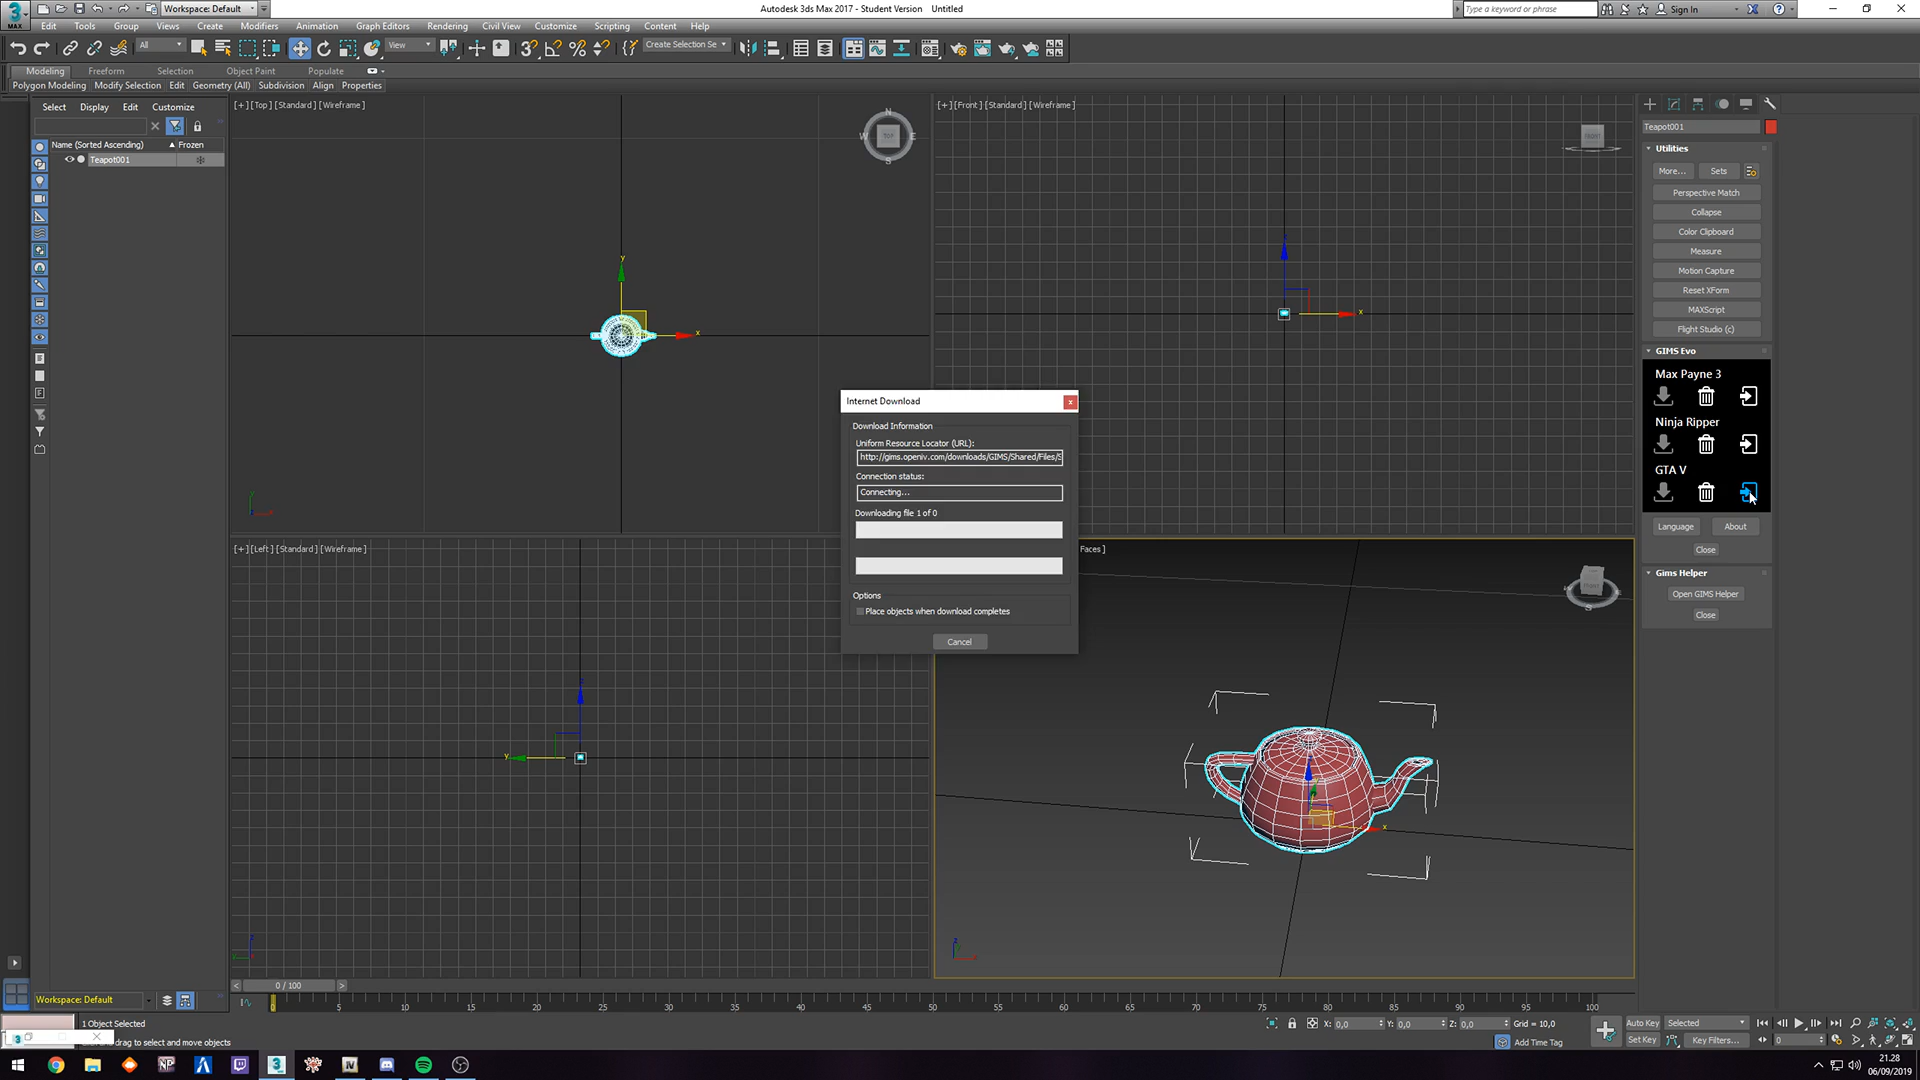 3
MAX
Workspace: Default
Autodesk 3ds Max 2017 - Student Version    Untitled
Type a keyword or phrase
Sign In
Edit Tools Group Views Create Modifiers Animation Graph Editors Rendering Civil View Customize Scripting Content Help
All
View
Create Selection Se
Modeling Freeform Selection Object Paint Populate
Polygon Modeling Modify Selection Edit Geometry (All) Subdivision Align Properties
Select Display Edit Customize
Name (Sorted Ascending) ▲ Frozen
Teapot001
[+] [Top] [Standard] [Wireframe]
N
W
TOP
E
S
y
x
[+] [Front] [Standard] [Wireframe]
FRONT
z
x
[+] [Left] [Standard] [Wireframe]
z
y
Faces ]
S
x
Internet Download
x
Download Information
Uniform Resource Locator (URL):
http://gims.openiv.com/downloads/GIMS/Shared/Files/S
Connection status:
Connecting...
Downloading file 1 of 0
Options
Place objects when download completes
Cancel
Teapot001
Utilities
More... Sets
Perspective Match
Collapse
Color Clipboard
Measure
Motion Capture
Reset XForm
MAXScript
Flight Studio (c)
GIMS Evo
Max Payne 3
Ninja Ripper
GTA V
Language About
Close
Gims Helper
Open GIMS Helper
Close
< 0 / 100 >
Workspace: Default
0 5 10 15 20 25 30 35 40 45 50 55 60 65 70 75 80 85 90 95 100
1 Object Selected
k and drag to select and move objects
X: 0,0 Y: 0,0 Z: 0,0 Grid = 10,0
Add Time Tag
Auto Key Selected
Set Key Key Filters...
0
21.28
06/09/2019